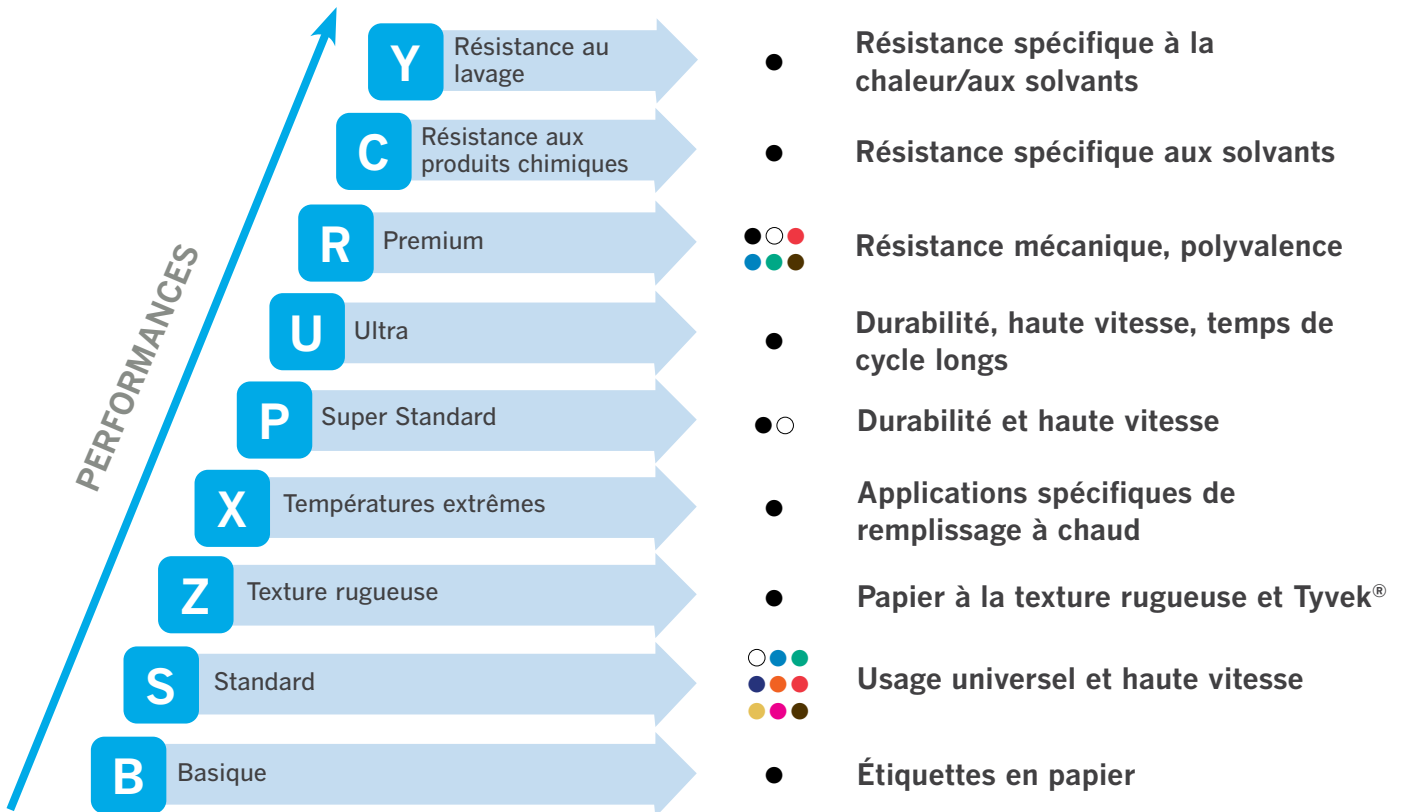 PERFORMANCES
Y
Résistance au
lavage
Résistance spécifique à la
chaleur/aux solvants
C
Résistance aux
produits chimiques
Résistance spécifique aux solvants
R
Premium
Résistance mécanique, polyvalence
U
Ultra
Durabilité, haute vitesse, temps de
cycle longs
P
Super Standard
Durabilité et haute vitesse
X
Températures extrêmes
Applications spécifiques de
remplissage à chaud
Z
Texture rugueuse
Papier à la texture rugueuse et Tyvek®
S
Standard
Usage universel et haute vitesse
B
Basique
Étiquettes en papier